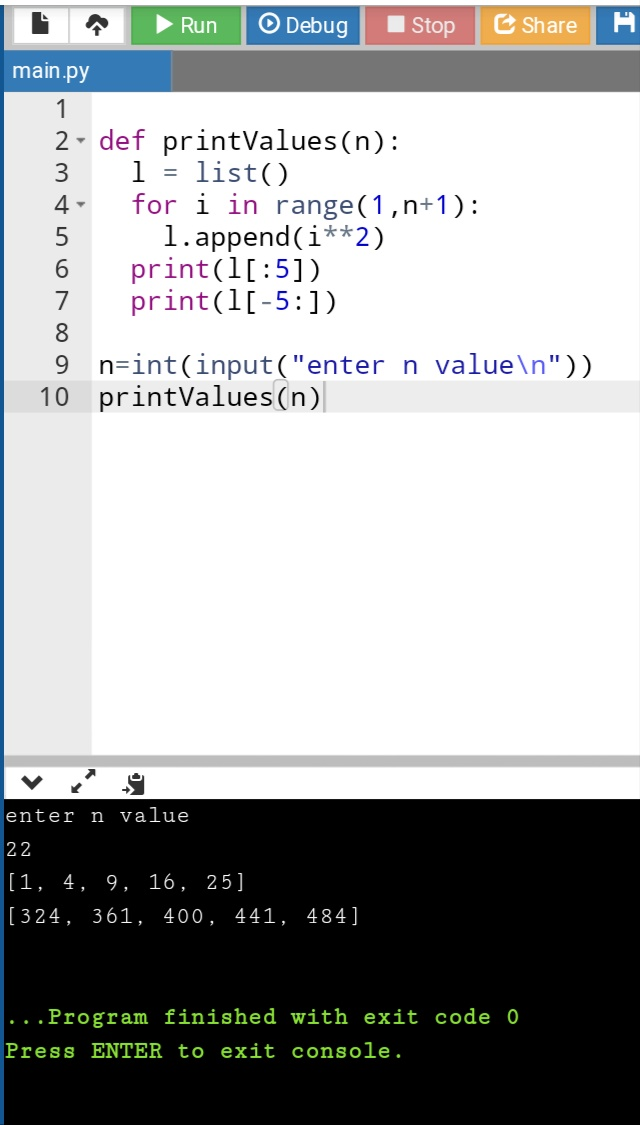 Run Debug Stop Share
main.py
1
2 def printValues(n):
3   l = list()
4   for i in range(1,n+1):
5     l.append(i**2)
6   print(l[:5])
7   print(l[-5:])
8
9 n=int(input("enter n value\n"))
10 printValues(n)
enter n value
22
[1, 4, 9, 16, 25]
[324, 361, 400, 441, 484]
...Program finished with exit code 0
Press ENTER to exit console.